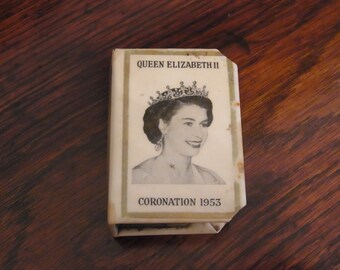 QUEEN ELIZABETH II
CORONATION 1953